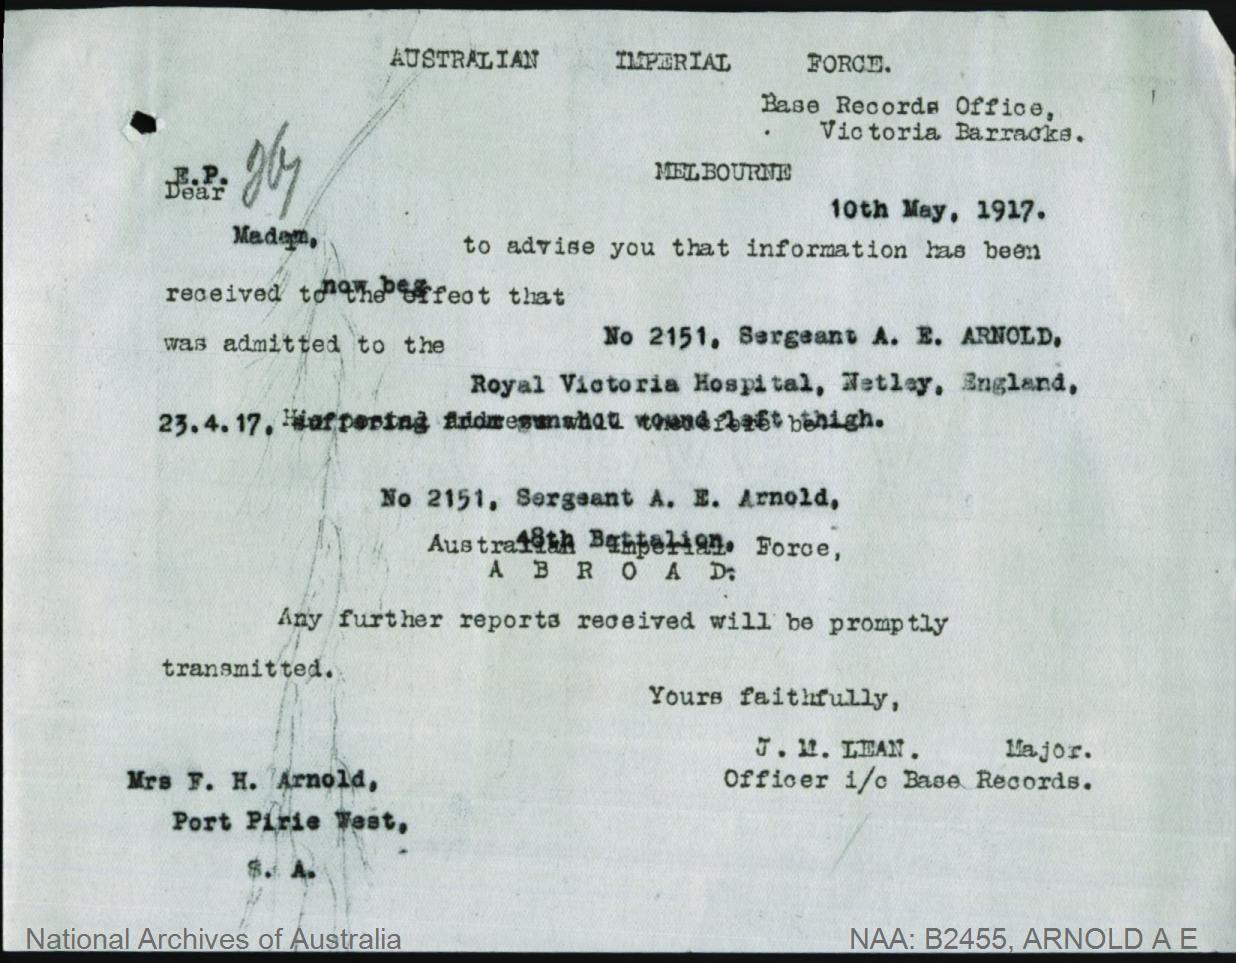 AUSTRALIAN IMPERIAL FORCE.
Base Records Office,
Victoria Barracks.
MELBOURNE
E.P.
Dear
10th May, 1917.
Madam,
to advise you that information has been
now beg
received to the effect that
No 2151, Sergeant A. E. ARNOLD,
was admitted to the
Royal Victoria Hospital, Netley, England,
23.4.17, suffering from gunshot wound left thigh.
No 2151, Sergeant A. E. Arnold,
48th Battalion.
Australian Imperial Force,
A B R O A D.
Any further reports received will be promptly
transmitted.
Yours faithfully,
J. M. LEAN. Major.
Officer i/c Base Records.
Mrs F. H. Arnold,
Port Pirie West,
S. A.
National Archives of Australia
NAA: B2455, ARNOLD A E